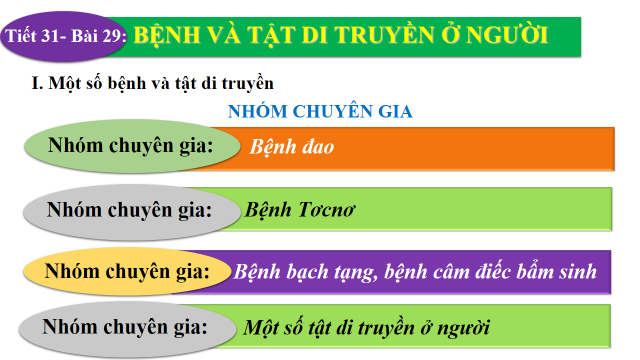 Tiết 31- Bài 29: BỆNH VÀ TẬT DI TRUYỀN Ở NGƯỜI
I. Một số bệnh và tật di truyền
NHÓM CHUYÊN GIA
Nhóm chuyên gia: Bệnh đao
Nhóm chuyên gia: Bệnh Tơcnơ
Nhóm chuyên gia: Bệnh bạch tạng, bệnh câm điếc bẩm sinh
Nhóm chuyên gia: Một số tật di truyền ở người